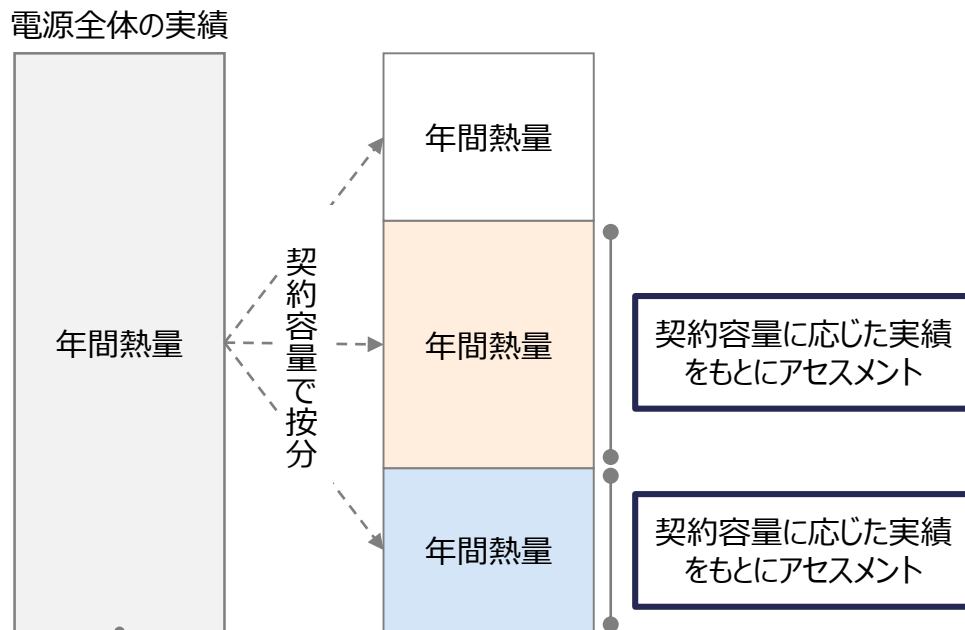 電源全体の実績
年間熱量
契約容量で按分
年間熱量
年間熱量
契約容量に応じた実績
をもとにアセスメント
年間熱量
契約容量に応じた実績
をもとにアセスメント